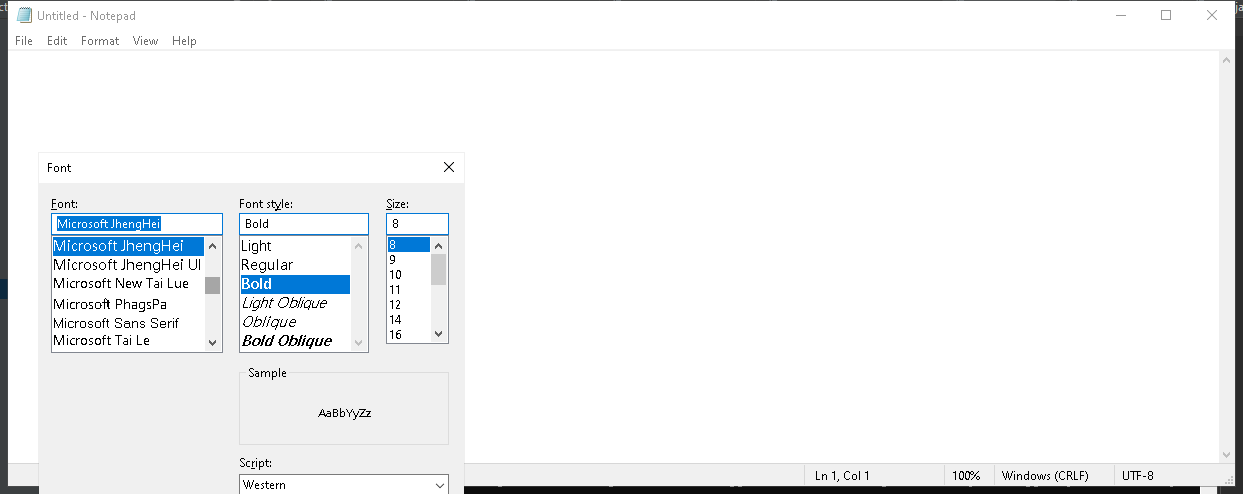 Untitled - Notepad
File Edit Format View Help
Font
Font: Font style: Size:
Microsoft JhengHei Bold 8
Microsoft JhengHei Light 8
Microsoft JhengHei UI Regular 9
Microsoft New Tai Lue Bold 10
Microsoft PhagsPa Light Oblique 11
Microsoft Sans Serif Oblique 12
Microsoft Tai Le Bold Oblique 14
16
Sample
AaBbYyZz
Script:
Western
Ln 1, Col 1 100% Windows (CRLF) UTF-8